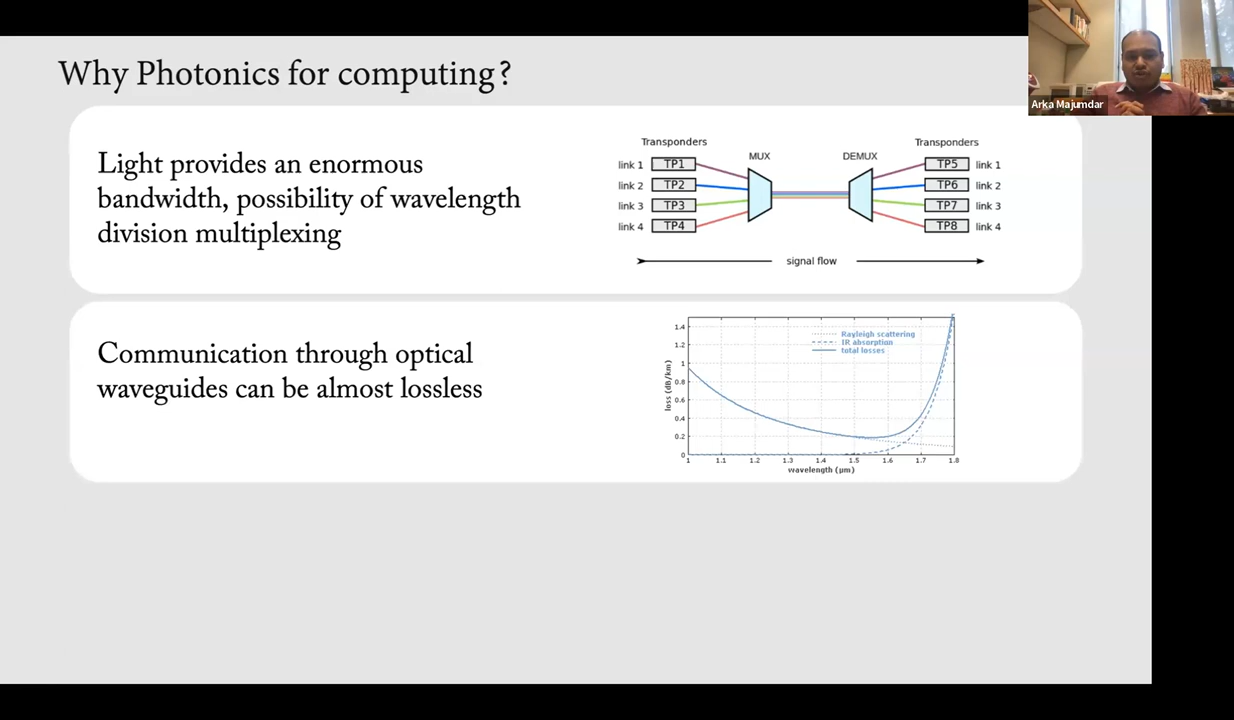 Why Photonics for computing?
Arka Majumdar
Light provides an enormous
bandwidth, possibility of wavelength
division multiplexing
Transponders
Transponders
MUX
DEMUX
link 1 TP1
TP5 link 1
link 2 TP2
TP6 link 2
link 3 TP3
TP7 link 3
link 4 TP4
TP8 link 4
signal flow
Communication through optical
waveguides can be almost lossless
Rayleigh scattering
IR absorption
total losses
loss (dB/km)
1.4
1.2
1
0.8
0.6
0.4
0.2
0
1 1.1 1.2 1.3 1.4 1.5 1.6 1.7 1.8
wavelength (µm)